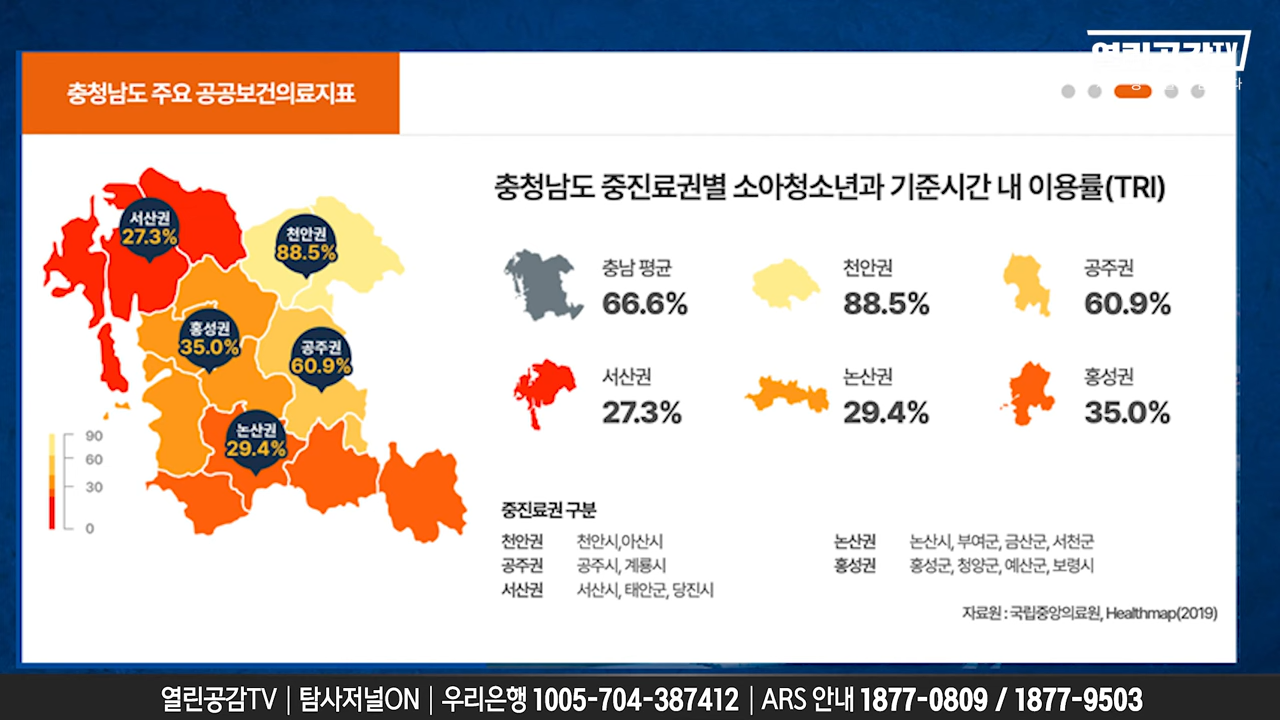 열린공감TV
충청남도 주요 공공보건의료지표
충청남도 중진료권별 소아청소년과 기준시간 내 이용률(TRI)
서산권
27.3%
천안권
88.5%
홍성권
35.0%
공주권
60.9%
논산권
29.4%
90
60
30
0
충남 평균
66.6%
천안권
88.5%
공주권
60.9%
서산권
27.3%
논산권
29.4%
홍성권
35.0%
중진료권 구분
천안권 천안시,아산시
공주권 공주시, 계룡시
서산권 서산시, 태안군, 당진시
논산권 논산시, 부여군, 금산군, 서천군
홍성권 홍성군, 청양군, 예산군, 보령시
자료원 : 국립중앙의료원, Healthmap(2019)
열린공감TV | 탐사저널ON | 우리은행 1005-704-387412 | ARS 안내 1877-0809 / 1877-9503